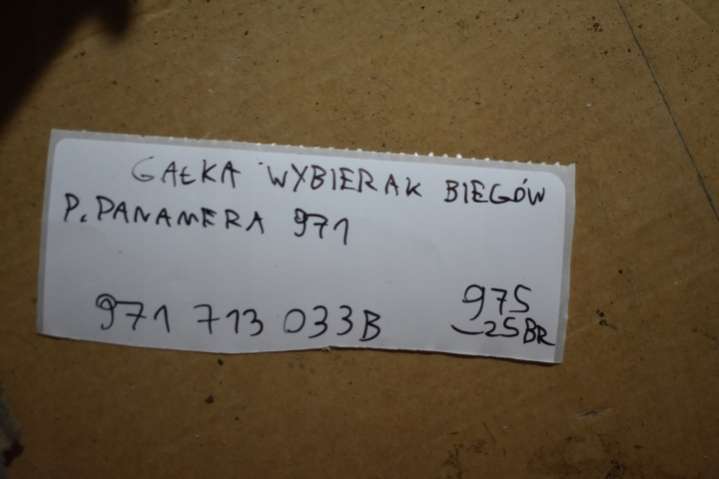 GAŁKA WYBIERAK BIEGÓW
P. PANAMERA 971
971 713 033B
975
25BR